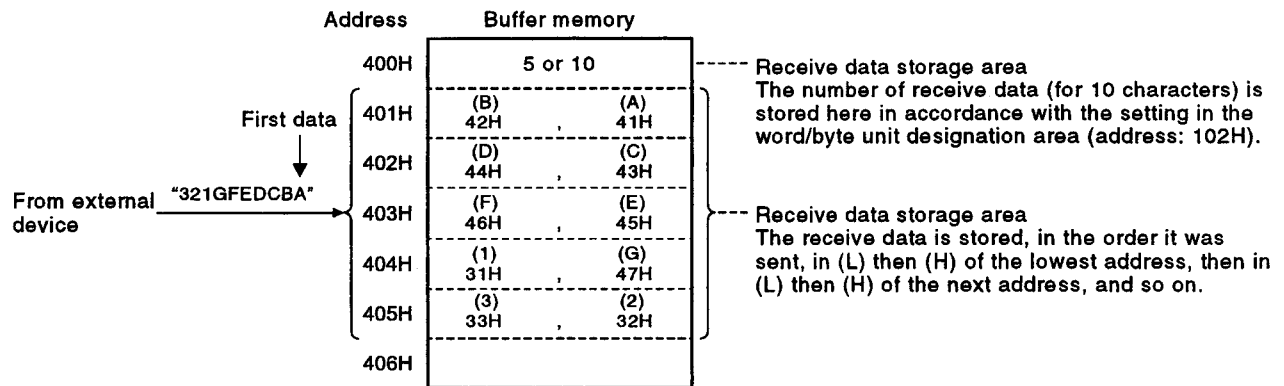 Address Buffer memory
400H 5 or 10
Receive data storage area
The number of receive data (for 10 characters) is
stored here in accordance with the setting in the
word/byte unit designation area (address: 102H).
First data
From external
device
"321GFEDCBA"
401H
(B) (A)
42H , 41H
402H
(D) (C)
44H , 43H
403H
(F) (E)
46H , 45H
404H
(1) (G)
31H , 47H
405H
(3) (2)
33H , 32H
406H
Receive data storage area
The receive data is stored, in the order it was
sent, in (L) then (H) of the lowest address, then in
(L) then (H) of the next address, and so on.